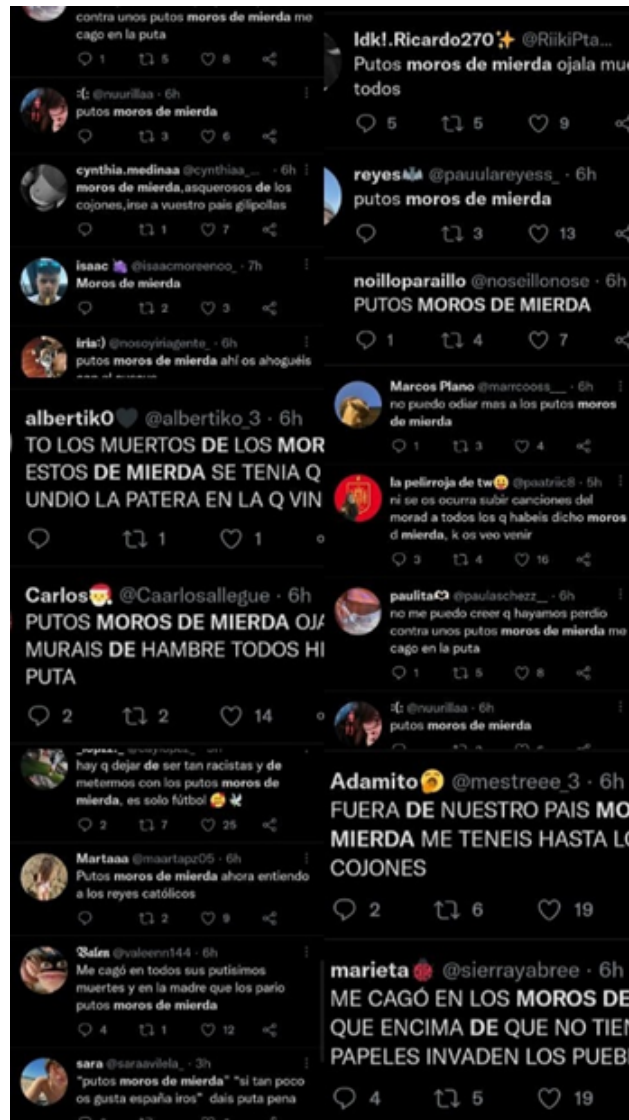 contra unos putos moros de mierda me
cago en la puta
1 5 8
:(: @nuurillaa · 6h
putos moros de mierda
3 6
cynthia.medinaa @cynthiaa_... · 6h
moros de mierda,asquerosos de los
cojones,irse a vuestro pais gilipollas
1 7
isaac @isaacmoreenoo_ · 7h
Moros de mierda
2 3
iria:) @nosoyiriagente_ · 6h
putos moros de mierda ahí os ahoguéis
albertik0🖤 @albertiko_3 · 6h
TO LOS MUERTOS DE LOS MOR
ESTOS DE MIERDA SE TENIA Q
UNDIO LA PATERA EN LA Q VIN
1 1
Carlos🎅 @Caarlosallegue · 6h
PUTOS MOROS DE MIERDA OJA
MURAIS DE HAMBRE TODOS HI
PUTA
2 2 14
hay q dejar de ser tan racistas y de
metermos con los putos moros de
mierda, es solo fútbol
2 7 25
Martaaa @maartapz05 · 6h
Putos moros de mierda ahora entiendo
a los reyes católicos
2 9
Balen @valeenn144 · 6h
Me cagó en todos sus putisimos
muertes y en la madre que los pario
putos moros de mierda
4 1 12
sara @saraavilela_ · 3h
"putos moros de mierda" "si tan poco
os gusta españa iros" dais puta pena
Idk!.Ricardo270✨ @RiikiPta...
Putos moros de mierda ojala mue
todos
5 5 9
reyes @pauulareyess_ · 6h
putos moros de mierda
3 13
noilloparaillo @noseillonose · 6h
PUTOS MOROS DE MIERDA
1 4 7
Marcos Plano @marrcooss___ · 6h
no puedo odiar mas a los putos moros
de mierda
1 3 4
la pelirroja de tw @paatriic8 · 5h
ni se os ocurra subir canciones del
morad a todos los q habeis dicho moros
d mierda, k os veo venir
3 4 16
paulita @paulaschezz__ · 6h
no me puedo creer q hayamos perdio
contra unos putos moros de mierda me
cago en la puta
1 5 8
:(: @nuurillaa · 6h
putos moros de mierda
Adamito @mestreee_3 · 6h
FUERA DE NUESTRO PAIS MO
MIERDA ME TENEIS HASTA LO
COJONES
2 6 19
marieta🐞 @sierrayabree · 6h
ME CAGÓ EN LOS MOROS DE
QUE ENCIMA DE QUE NO TIEN
PAPELES INVADEN LOS PUEB
4 5 19